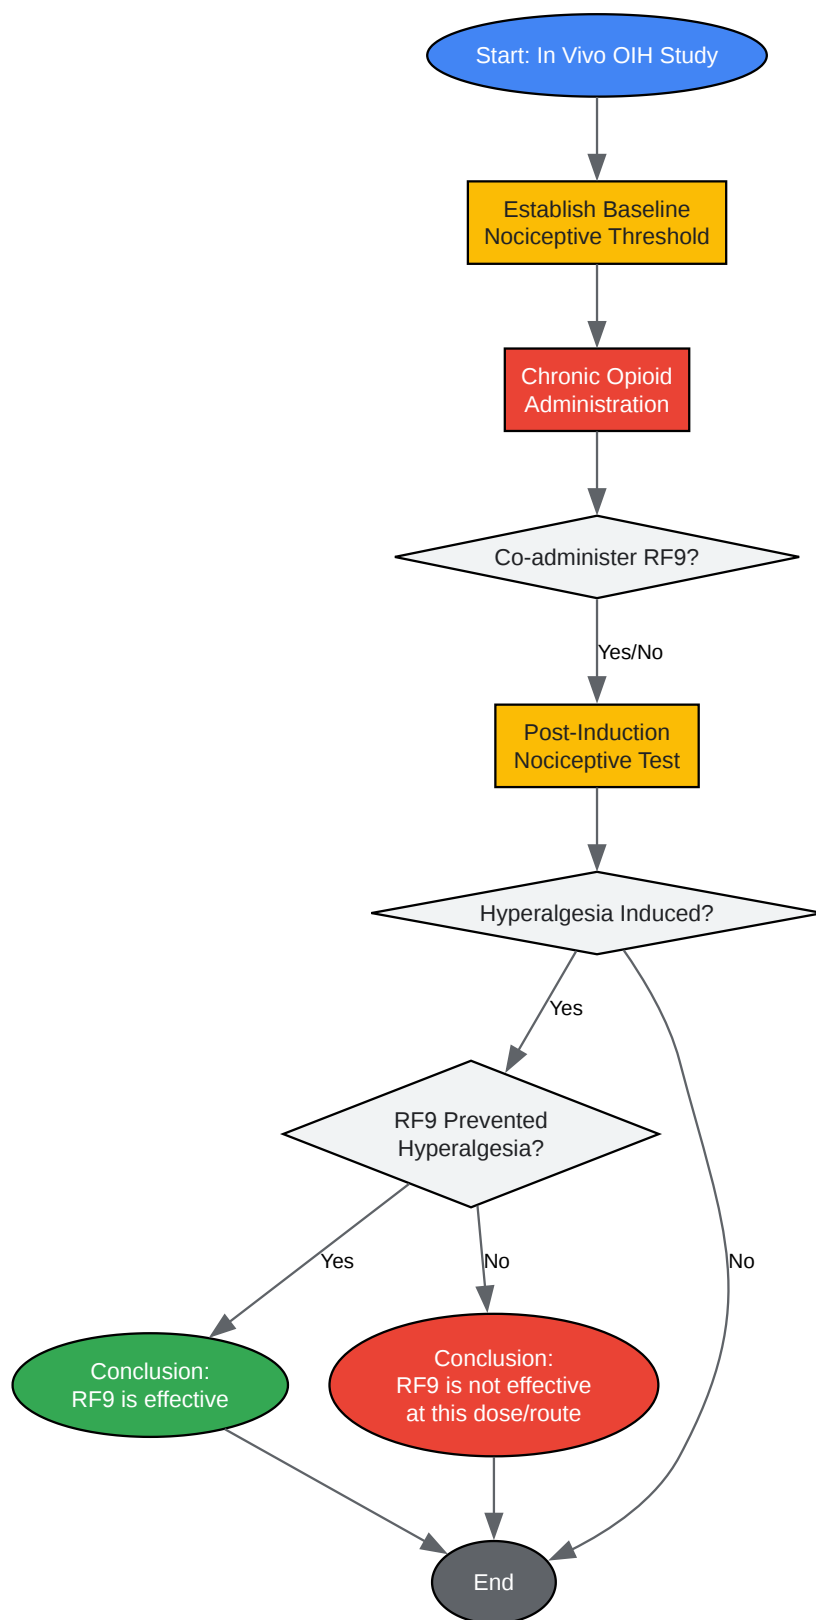 Start: In Vivo OIH Study
Establish Baseline
Nociceptive Threshold
Chronic Opioid
Administration
Co-administer RF9?
Yes/No
Post-Induction
Nociceptive Test
Hyperalgesia Induced?
Yes
RF9 Prevented
Hyperalgesia?
Yes
No
No
Conclusion:
RF9 is effective
Conclusion:
RF9 is not effective
at this dose/route
End